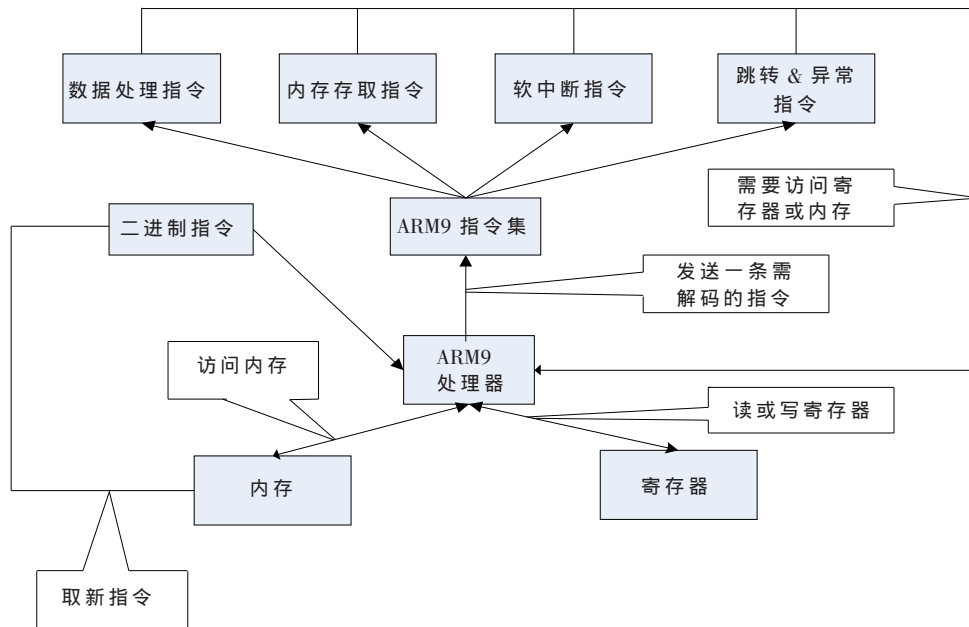 数据处理指令
内存存取指令
软中断指令
跳转 & 异常
指令
需要访问寄
存器或内存
二进制指令
ARM9 指令集
发送一条需
解码的指令
访问内存
ARM9
处理器
读或写寄存器
内存
寄存器
取新指令